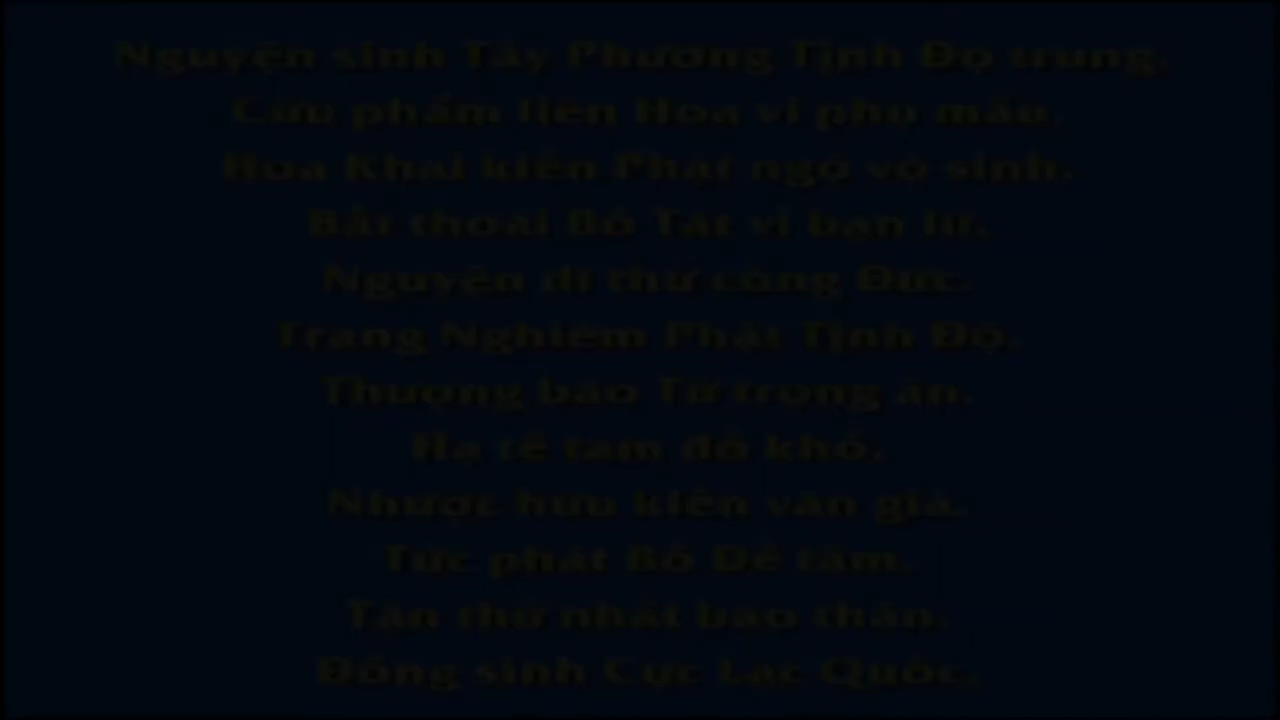 Nguyện sinh Tây Phương Tịnh Độ trung,
Cửu phẩm liên Hoa vi phụ mẫu.
Hoa Khai kiến Phật ngộ vô sinh,
Bất thoái Bồ Tát vi bạn lữ.
Nguyện dĩ thử công Đức,
Trang Nghiêm Phật Tịnh Độ.
Thượng báo Tứ trọng ân,
Hạ tế tam đồ khổ.
Nhược hữu kiến văn giả,
Tức phát Bồ Đề tâm.
Tận thử nhất báo thân,
Đồng sinh Cực Lạc Quốc.